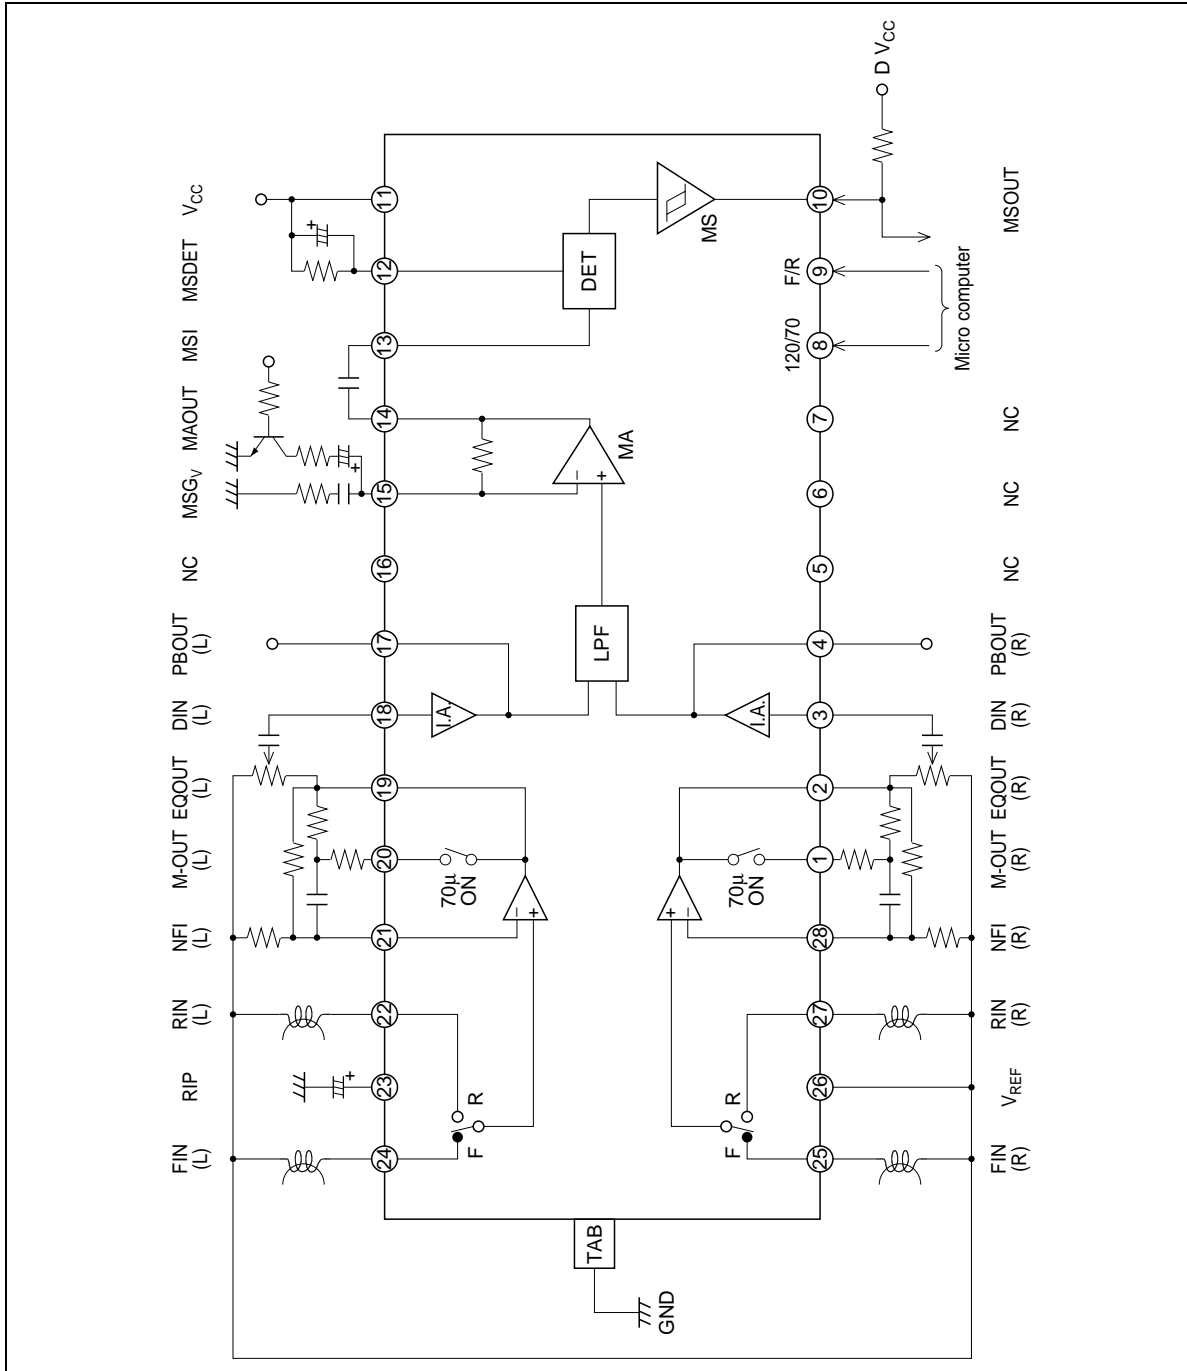 FIN
(L)
RIP
RIN
(L)
NFI
(L)
M-OUT
(L)
EQOUT
(L)
DIN
(L)
PBOUT
(L)
NC
MSGV
MAOUT
MSI
MSDET
VCC
+
+
+
24
23
22
21
20
19
18
17
16
15
14
13
12
11
F
R
70μ
ON
−
+
I.A.
LPF
−
+
MA
DET
MS
TAB
GND
F
R
70μ
ON
+
−
I.A.
120/70
F/R
25
26
27
28
1
2
3
4
5
6
7
8
9
10
D VCC
Micro computer
FIN
(R)
VREF
RIN
(R)
NFI
(R)
M-OUT
(R)
EQOUT
(R)
DIN
(R)
PBOUT
(R)
NC
NC
NC
MSOUT